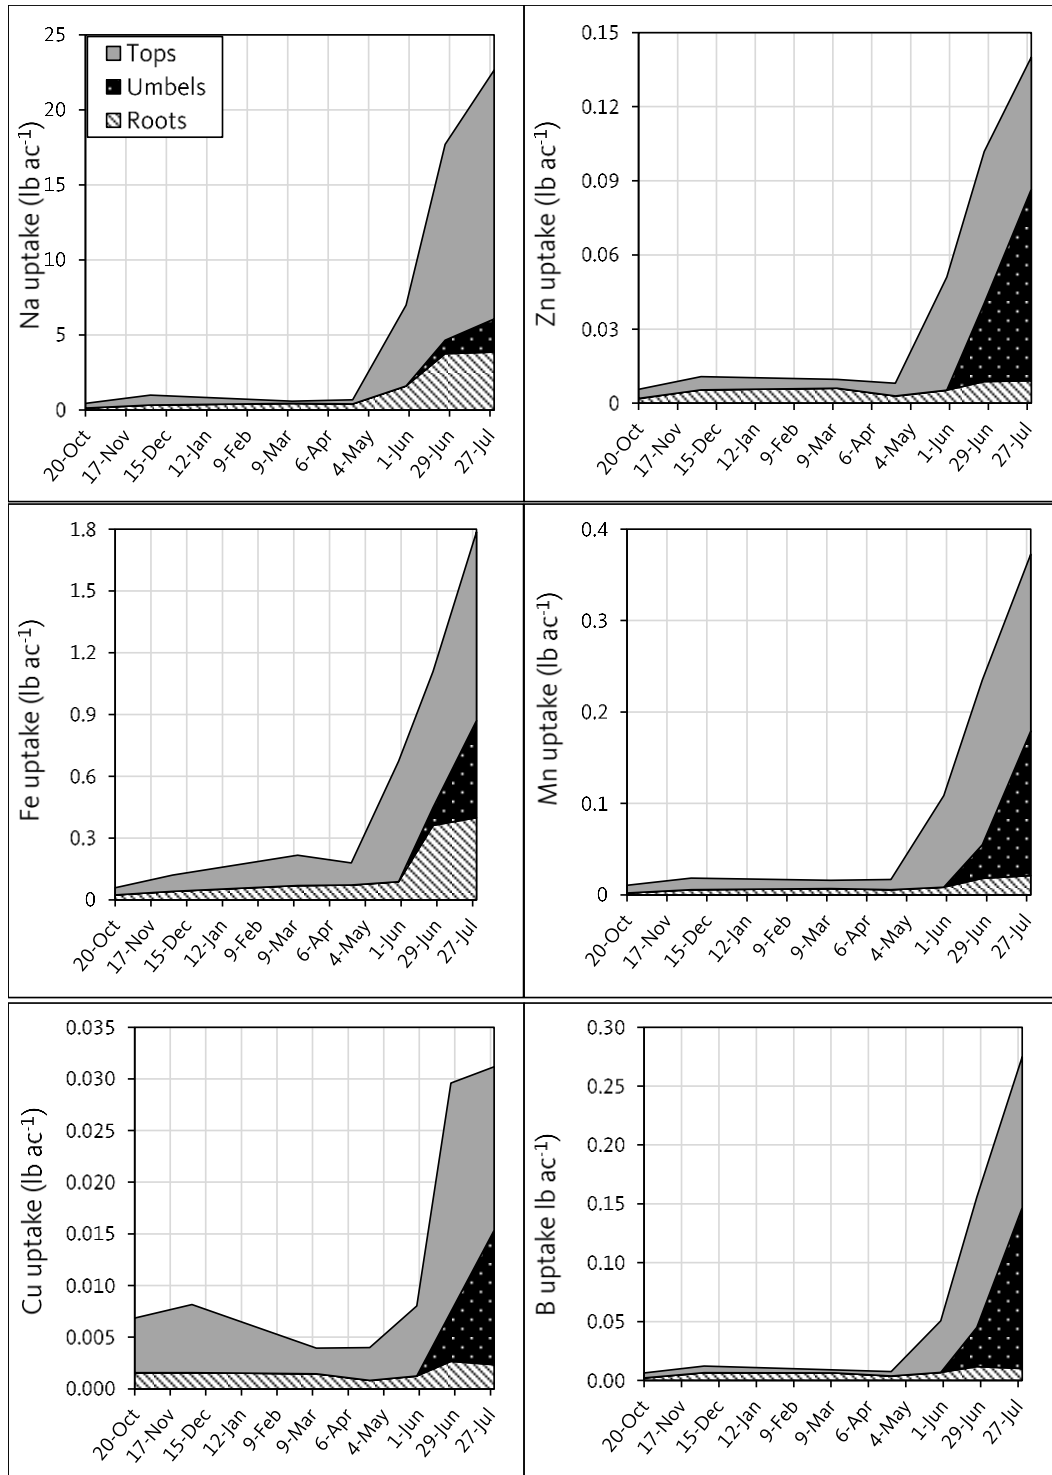 25
20
15
10
5
0
Na uptake (lb ac⁻¹)
Tops
Umbels
Roots
20-Oct
17-Nov
15-Dec
12-Jan
9-Feb
9-Mar
6-Apr
4-May
1-Jun
29-Jun
27-Jul
0.15
0.12
0.09
0.06
0.03
0
Zn uptake (lb ac⁻¹)
20-Oct
17-Nov
15-Dec
12-Jan
9-Feb
9-Mar
6-Apr
4-May
1-Jun
29-Jun
27-Jul
1.8
1.5
1.2
0.9
0.6
0.3
0
Fe uptake (lb ac⁻¹)
20-Oct
17-Nov
15-Dec
12-Jan
9-Feb
9-Mar
6-Apr
4-May
1-Jun
29-Jun
27-Jul
0.4
0.3
0.2
0.1
0
Mn uptake (lb ac⁻¹)
20-Oct
17-Nov
15-Dec
12-Jan
9-Feb
9-Mar
6-Apr
4-May
1-Jun
29-Jun
27-Jul
0.035
0.030
0.025
0.020
0.015
0.010
0.005
0.000
Cu uptake (lb ac⁻¹)
20-Oct
17-Nov
15-Dec
12-Jan
9-Feb
9-Mar
6-Apr
4-May
1-Jun
29-Jun
27-Jul
0.30
0.25
0.20
0.15
0.10
0.05
0.00
B uptake lb ac⁻¹)
20-Oct
17-Nov
15-Dec
12-Jan
9-Feb
9-Mar
6-Apr
4-May
1-Jun
29-Jun
27-Jul